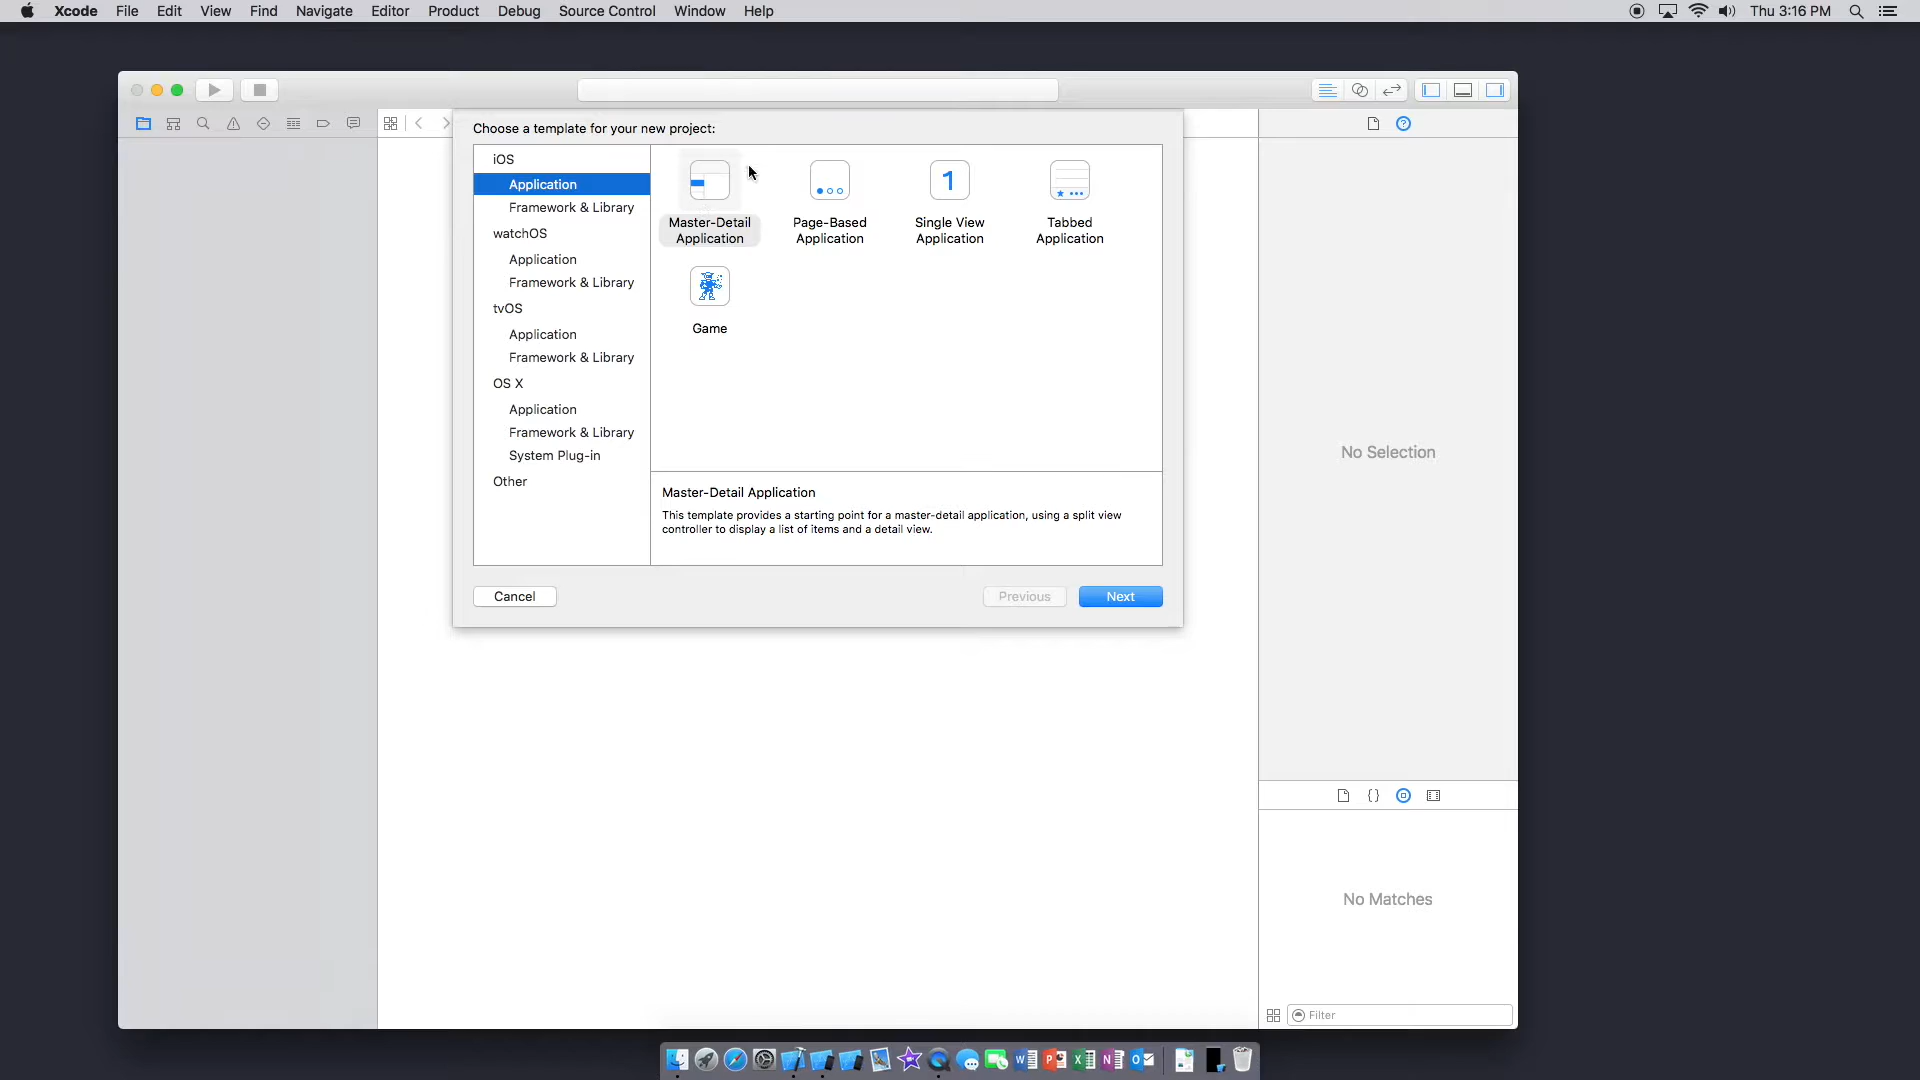 Xcode File Edit View Find Navigate Editor Product Debug Source Control Window Help Thu 3:16 PM
Choose a template for your new project:
iOS
Application
Framework & Library
watchOS
Application
Framework & Library
tvOS
Application
Framework & Library
OS X
Application
Framework & Library
System Plug-in
Other
Master-Detail
Application
Page-Based
Application
1
Single View
Application
Tabbed
Application
Game
Master-Detail Application
This template provides a starting point for a master-detail application, using a split view
controller to display a list of items and a detail view.
Cancel
Previous
Next
No Selection
No Matches
Filter